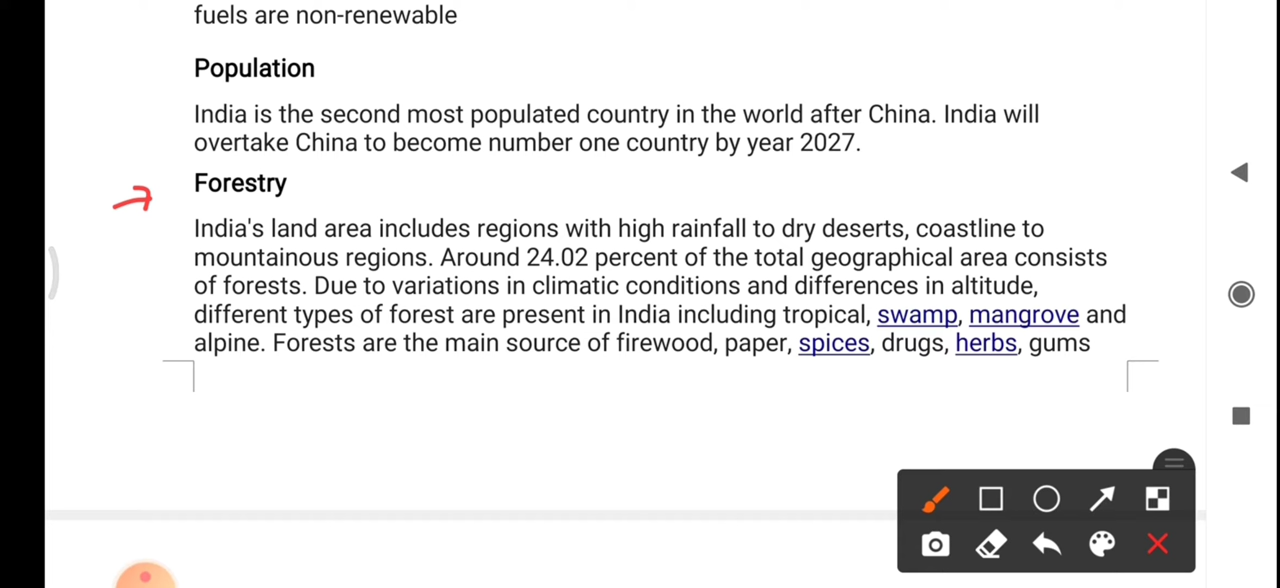 fuels are non-renewable
Population
India is the second most populated country in the world after China. India will
overtake China to become number one country by year 2027.
Forestry
India's land area includes regions with high rainfall to dry deserts, coastline to
mountainous regions. Around 24.02 percent of the total geographical area consists
of forests. Due to variations in climatic conditions and differences in altitude,
different types of forest are present in India including tropical, swamp, mangrove and
alpine. Forests are the main source of firewood, paper, spices, drugs, herbs, gums